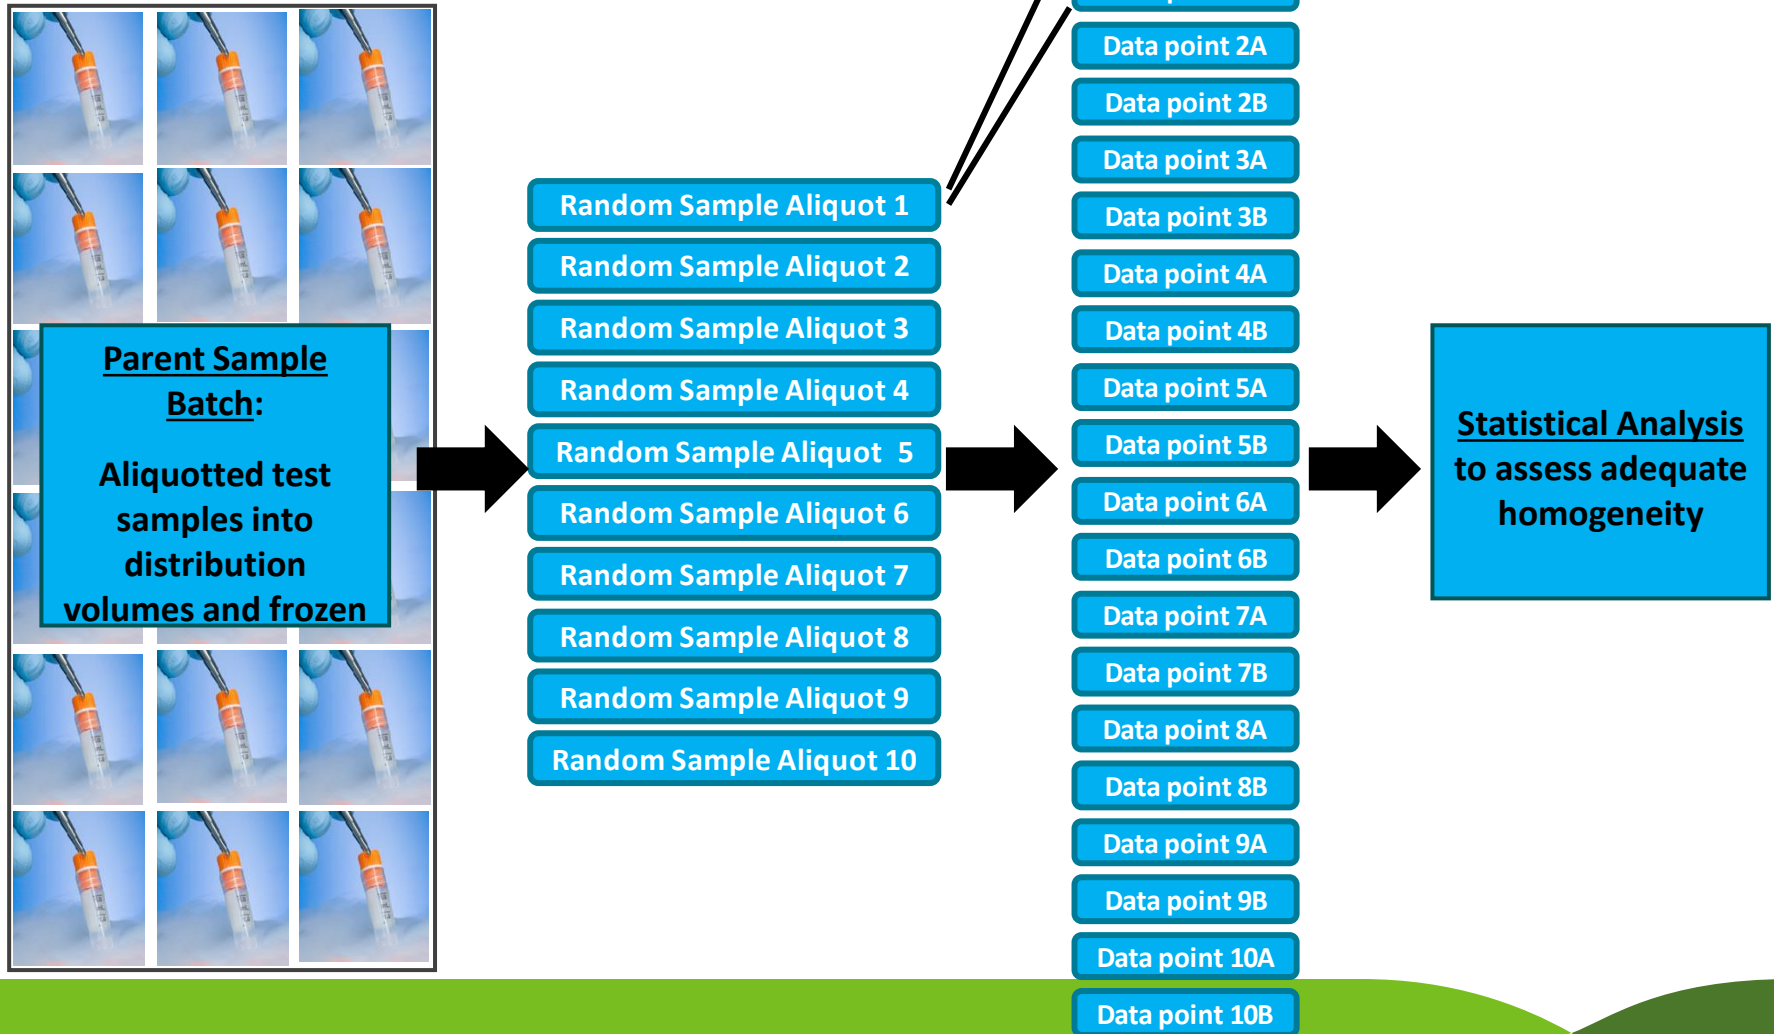 Parent Sample
Batch:
Aliquotted test
samples into
distribution
volumes and frozen
Random Sample Aliquot 1
Random Sample Aliquot 2
Random Sample Aliquot 3
Random Sample Aliquot 4
Random Sample Aliquot 5
Random Sample Aliquot 6
Random Sample Aliquot 7
Random Sample Aliquot 8
Random Sample Aliquot 9
Random Sample Aliquot 10
Data point 2A
Data point 2B
Data point 3A
Data point 3B
Data point 4A
Data point 4B
Data point 5A
Data point 5B
Data point 6A
Data point 6B
Data point 7A
Data point 7B
Data point 8A
Data point 8B
Data point 9A
Data point 9B
Data point 10A
Data point 10B
Statistical Analysis
to assess adequate
homogeneity